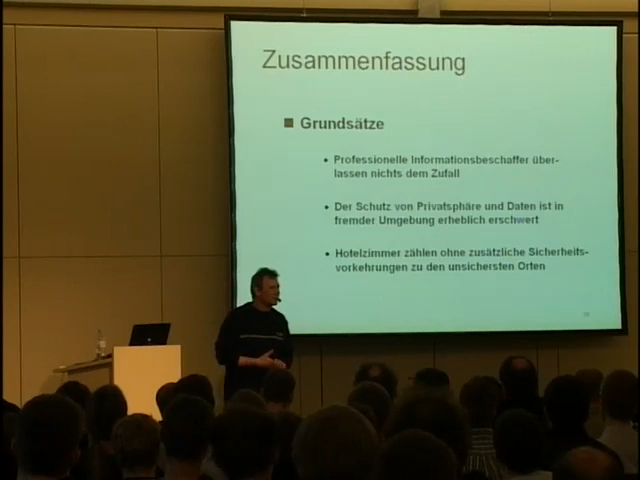 Zusammenfassung
Grundsätze
Professionelle Informationsbeschaffer über-
lassen nichts dem Zufall
Der Schutz von Privatsphäre und Daten ist in
fremder Umgebung erheblich erschwert
Hotelzimmer zählen ohne zusätzliche Sicherheits-
vorkehrungen zu den unsichersten Orten